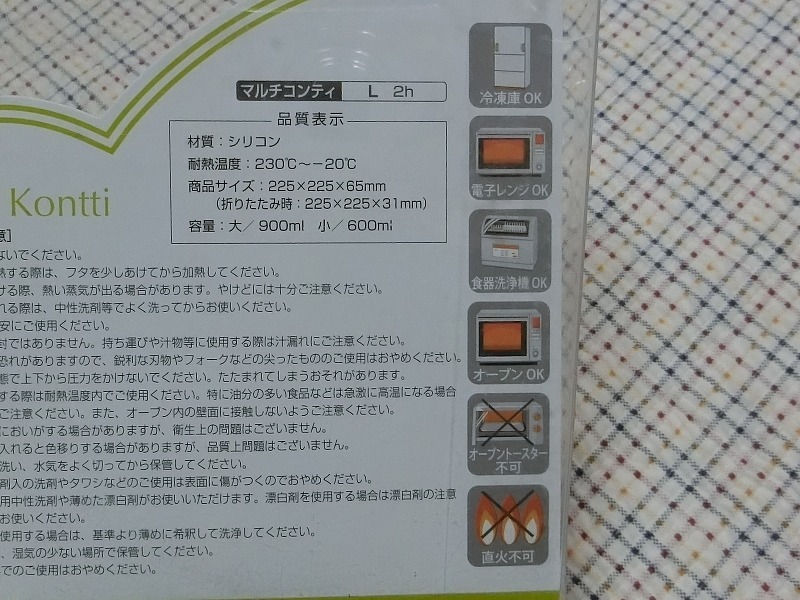 マルチコンティ L 2h
品質表示
材質：シリコン
耐熱温度：230℃～－20℃
商品サイズ：225×225×65mm
（折りたたみ時：225×225×31mm）
容量：大／900ml 小／600ml
Kontti
意］
ないでください。
熱する際は、フタを少しあけてから加熱してください。
ける際、熱い蒸気が出る場合があります。やけどには十分ご注意ください。
れる際は、中性洗剤等でよく洗ってからお使いください。
安にご使用ください。
封ではありません。持ち運びや汁物等に使用する際は汁漏れにご注意ください。
恐れがありますので、鋭利な刃物やフォークなどの尖ったもののご使用はおやめください。
態で上下から圧力をかけないでください。たたまれてしまうおそれがあります。
する際は耐熱温度内でご使用ください。特に油分の多い食品などは急激に高温になる場合
ご注意ください。また、オーブン内の壁面に接触しないようご注意ください。
においがする場合がありますが、衛生上の問題はございません。
入れると色移りする場合がありますが、品質上問題はございません。
洗い、水気をよく切ってから保管してください。
剤入の洗剤やタワシなどのご使用は表面に傷がつくのでおやめください。
用中性洗剤や薄めた漂白剤がお使いいただけます。漂白剤を使用する場合は漂白剤の注意
お使いください。
使用する場合は、基準より薄めに希釈して洗浄してください。
、湿気の少ない場所で保管してください。
でのご使用はおやめください。
冷凍庫 OK
電子レンジ OK
食器洗浄機 OK
オーブン OK
オーブントースター
不可
直火不可